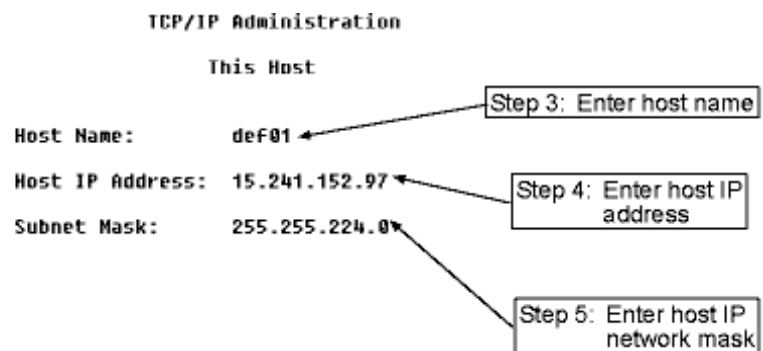 TCP/IP Administration
This Host
Step 3: Enter host name
Host Name: def01
Host IP Address: 15.241.152.97
Step 4: Enter host IP
address
Subnet Mask: 255.255.224.0
Step 5: Enter host IP
network mask